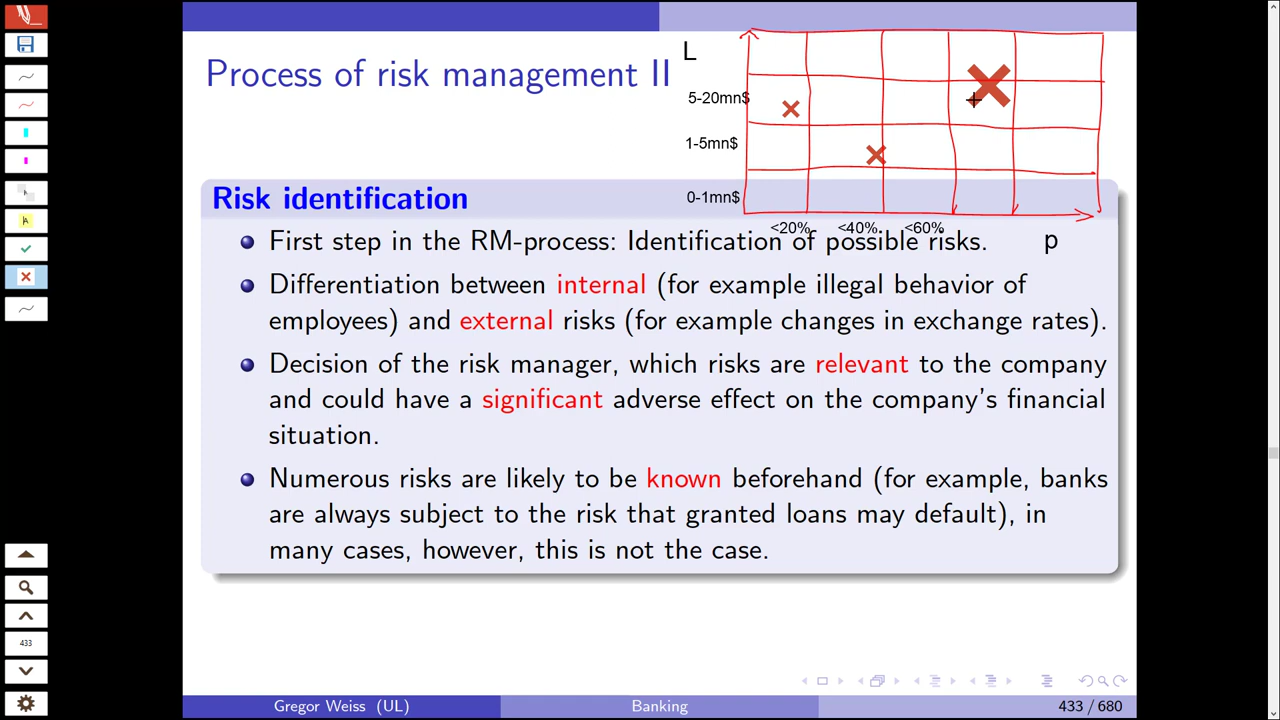 L
Process of risk management II
5-20mn$
1-5mn$
0-1mn$
<20% <40% <60%
p
Risk identification
First step in the RM-process: Identification of possible risks.
Differentiation between internal (for example illegal behavior of
employees) and external risks (for example changes in exchange rates).
Decision of the risk manager, which risks are relevant to the company
and could have a significant adverse effect on the company's financial
situation.
Numerous risks are likely to be known beforehand (for example, banks
are always subject to the risk that granted loans may default), in
many cases, however, this is not the case.
433
Gregor Weiss (UL) Banking 433 / 680